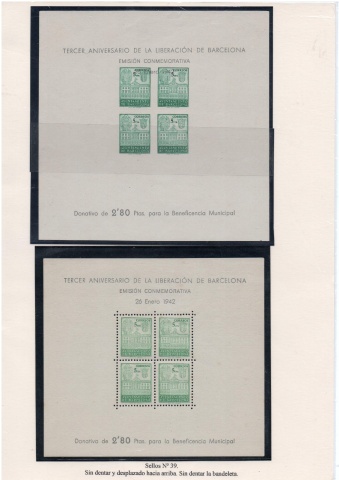 TERCER ANIVERSARIO DE LA LIBERACIÓN DE BARCELONA
EMISIÓN CONMEMORATIVA
Donativo de 2'80 Ptas. para la Beneficencia Municipal
TERCER ANIVERSARIO DE LA LIBERACIÓN DE BARCELONA
EMISIÓN CONMEMORATIVA
26 Enero 1942
Donativo de 2'80 Ptas. para la Beneficencia Municipal
Sellos Nº 39.
Sin dentar y desplazado hacia arriba. Sin dentar la bandeleta.